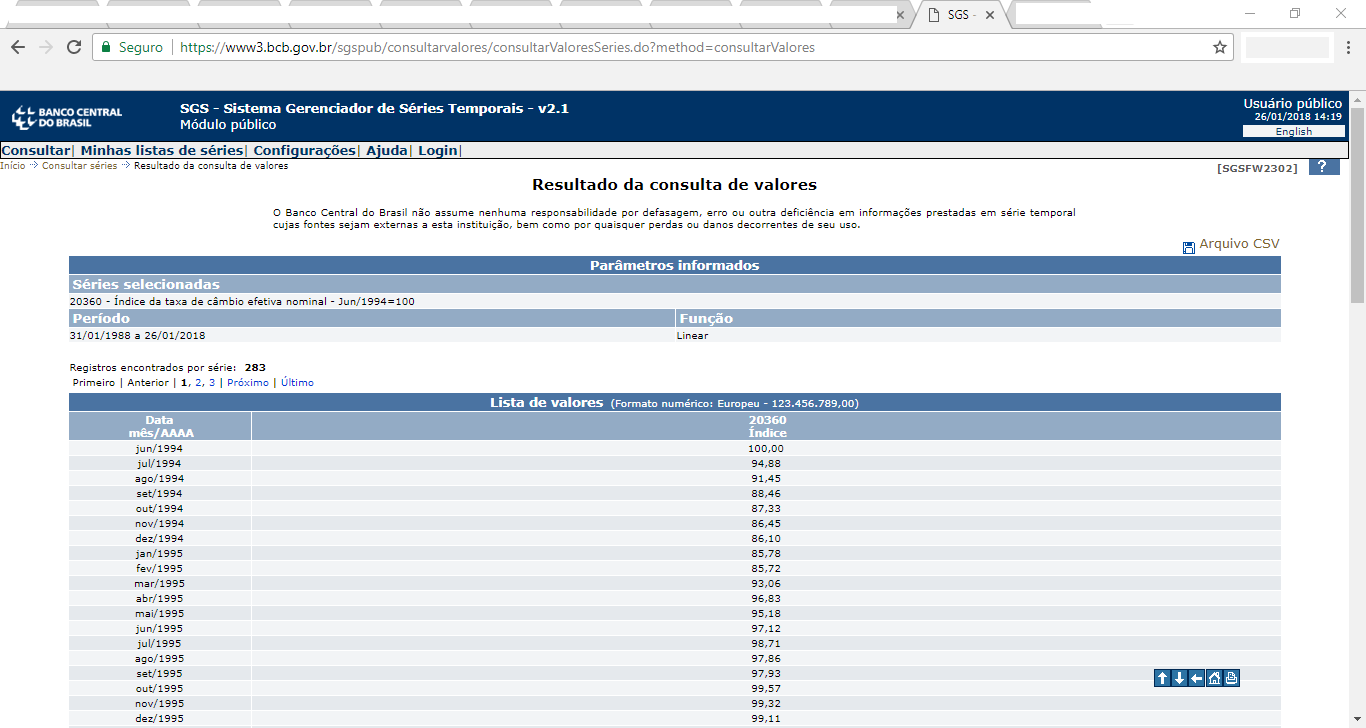 SGS -
Seguro | https://www3.bcb.gov.br/sgspub/consultarvalores/consultarValoresSeries.do?method=consultarValores
BANCO CENTRAL
DO BRASIL
SGS - Sistema Gerenciador de Séries Temporais - v2.1
Módulo público
Usuário público
26/01/2018 14:19
English
Consultar| Minhas listas de séries| Configurações| Ajuda| Login|
Início Consultar séries Resultado da consulta de valores
[SGSFW2302] ?
Resultado da consulta de valores
O Banco Central do Brasil não assume nenhuma responsabilidade por defasagem, erro ou outra deficiência em informações prestadas em série temporal
cujas fontes sejam externas a esta instituição, bem como por quaisquer perdas ou danos decorrentes de seu uso.
Arquivo CSV
Parâmetros informados
Séries selecionadas
20360 - Índice da taxa de câmbio efetiva nominal - Jun/1994=100
Período Função
31/01/1988 a 26/01/2018 Linear
Registros encontrados por série: 283
Primeiro | Anterior | 1, 2, 3 | Próximo | Último
Lista de valores (Formato numérico: Europeu - 123.456.789,00)
Data 20360
mês/AAAA Índice
jun/1994 100,00
jul/1994 94,88
ago/1994 91,45
set/1994 88,46
out/1994 87,33
nov/1994 86,45
dez/1994 86,10
jan/1995 85,78
fev/1995 85,72
mar/1995 93,06
abr/1995 96,83
mai/1995 95,18
jun/1995 97,12
jul/1995 98,71
ago/1995 97,86
set/1995 97,93
out/1995 99,57
nov/1995 99,32
dez/1995 99,11